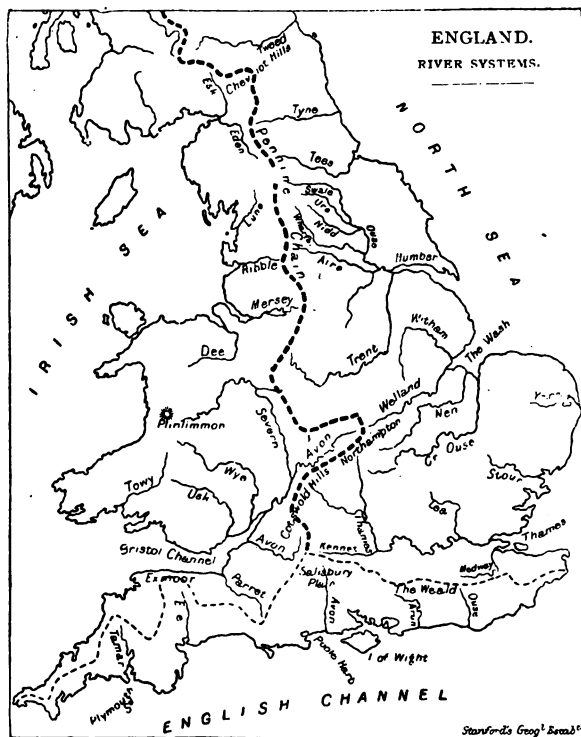 ENGLAND.
RIVER SYSTEMS.
Tweed
Cheviot Hills
Esk
NORTH SEA
Tyne
Eden
Pennine Chain
Tees
Swale
Ure
Nidd
Wharfe
Ouse
Lune
IRISH SEA
Aire
Humber
Ribble
Mersey
Witham
The Wash
Dee
Trent
Welland
Nen
Plinlimmon
Severn
Avon
Northampton
Gr Ouse
Stour
Towy
Wye
Usk
Cotswold Hills
Lea
Thames
Thames
Avon
Kennet
Bristol Channel
Medway
Exmoor
Parret
Salisbury
Plain
The Weald
Exe
Avon
Arun
Ouse
Tamar
Poole Harb
I of Wight
Plymouth
ENGLISH CHANNEL
Stanford's Geogl. Estabt.